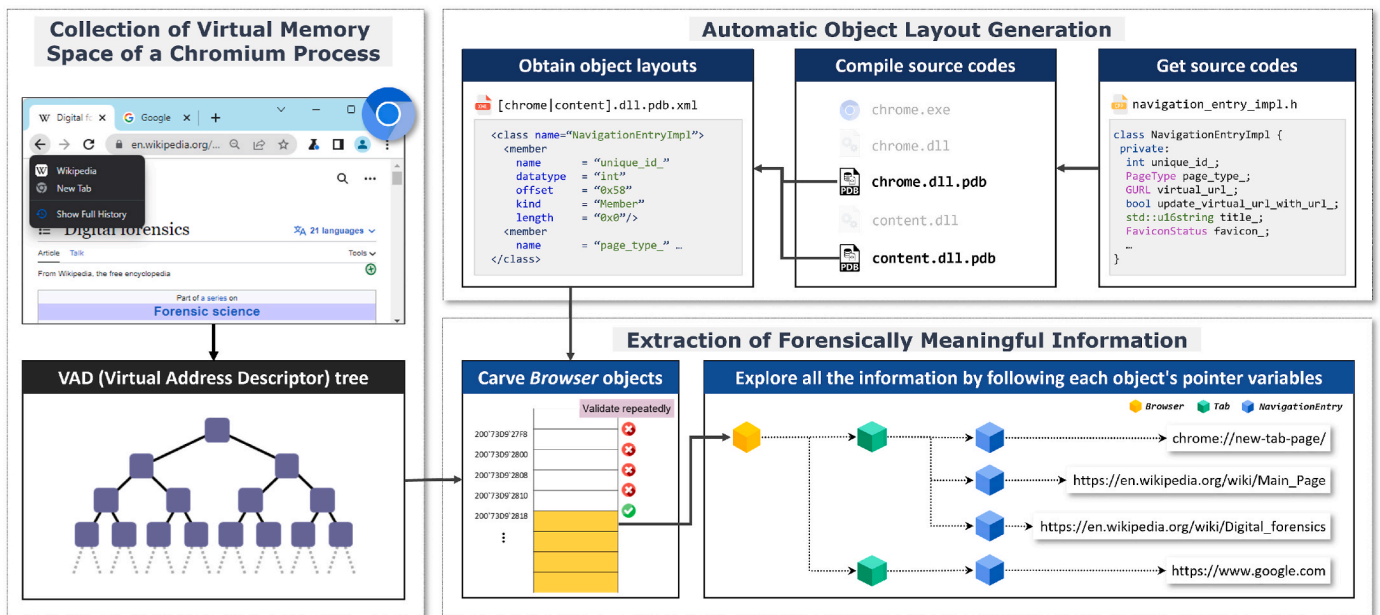 Collection of Virtual Memory
Space of a Chromium Process
Digital fo
Google
en.wikipedia.org/...
Wikipedia
New Tab
Show Full History
Digital forensics
21 languages
Article Talk
Tools
From Wikipedia, the free encyclopedia
Part of a series on
Forensic science
VAD (Virtual Address Descriptor) tree
Automatic Object Layout Generation
Obtain object layouts
[chrome|content].dll.pdb.xml
<class name=“NavigationEntryImpl”>
<member
name = “unique_id_”
datatype = “int”
offset = “0x58”
kind = “Member”
length = “0x0”/>
<member
name = “page_type_” …
</class>
Compile source codes
chrome.exe
chrome.dll
PDB chrome.dll.pdb
content.dll
PDB content.dll.pdb
Get source codes
navigation_entry_impl.h
class NavigationEntryImpl {
private:
int unique_id_;
PageType page_type_;
GURL virtual_url_;
bool update_virtual_url_with_url_;
std::u16string title_;
FaviconStatus favicon_;
…
}
Extraction of Forensically Meaningful Information
Carve Browser objects
Validate repeatedly
200'73D9'27F8
200'73D9'2800
200'73D9'2808
200'73D9'2810
200'73D9'2818
Explore all the information by following each object's pointer variables
Browser Tab NavigationEntry
chrome://new-tab-page/
https://en.wikipedia.org/wiki/Main_Page
https://en.wikipedia.org/wiki/Digital_forensics
https://www.google.com